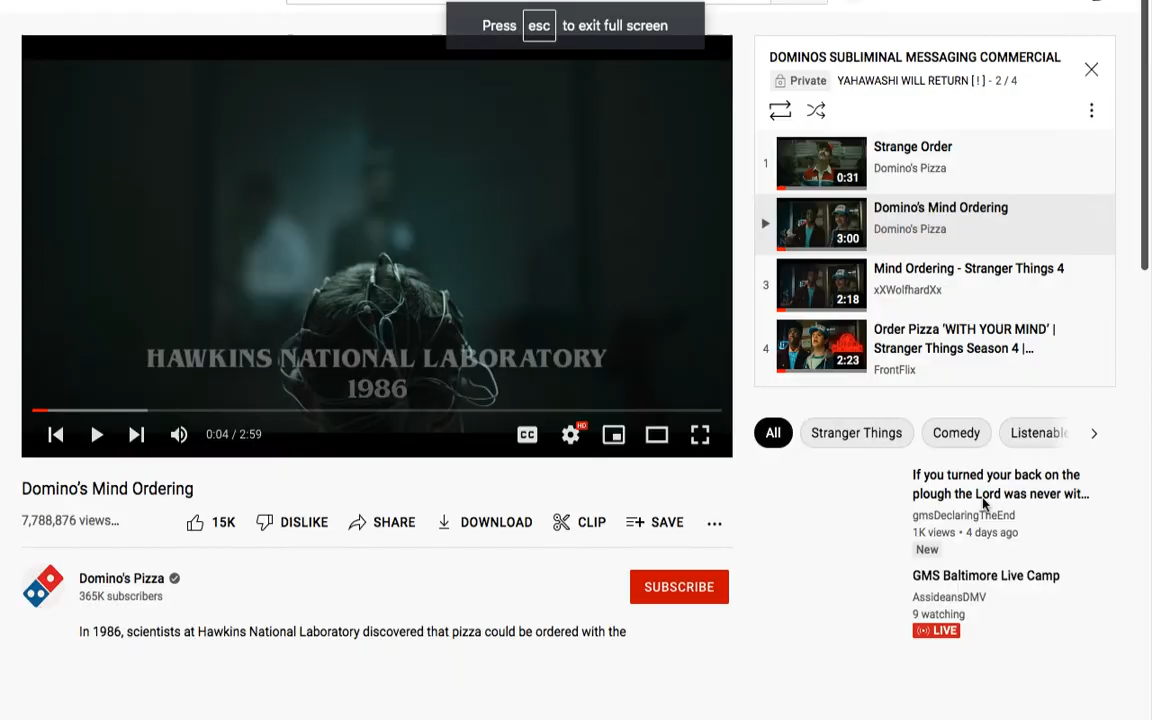 Press esc to exit full screen
HAWKINS NATIONAL LABORATORY
1986
0:04 / 2:59
CC
HD
Domino's Mind Ordering
7,788,876 views...
15K
DISLIKE
SHARE
DOWNLOAD
CLIP
SAVE
Domino's Pizza
365K subscribers
SUBSCRIBE
In 1986, scientists at Hawkins National Laboratory discovered that pizza could be ordered with the
DOMINOS SUBLIMINAL MESSAGING COMMERCIAL
Private YAHAWASHI WILL RETURN [!] - 2 / 4
1
0:31
Strange Order
Domino's Pizza
3:00
Domino's Mind Ordering
Domino's Pizza
3
2:18
Mind Ordering - Stranger Things 4
xXWolfhardXx
4
2:23
Order Pizza 'WITH YOUR MIND' |
Stranger Things Season 4 |...
FrontFlix
All Stranger Things Comedy Listenable
If you turned your back on the
plough the Lord was never wit...
gmsDeclaringTheEnd
1K views • 4 days ago
New
GMS Baltimore Live Camp
AssideansDMV
9 watching
LIVE